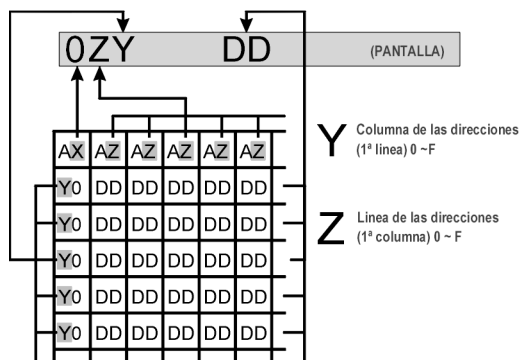 0ZY DD (PANTALLA)
AX AZ AZ AZ AZ AZ
Y0 DD DD DD DD DD
Y0 DD DD DD DD DD
Y0 DD DD DD DD DD
Y0 DD DD DD DD DD
Y0 DD DD DD DD DD
Y Columna de las direcciones
(1ª linea) 0 ~F
Z Linea de las direcciones
(1ª columna) 0 ~ F